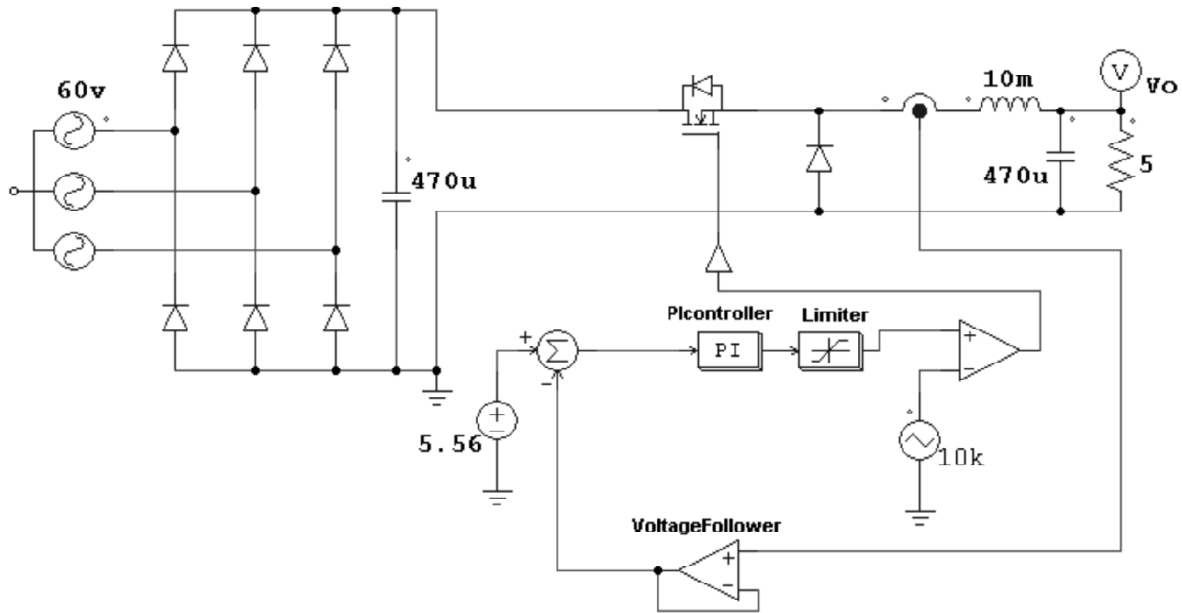 60v
470u
10m
V
Vo
470u
5
PIcontroller
Limiter
PI
5.56
10k
VoltageFollower